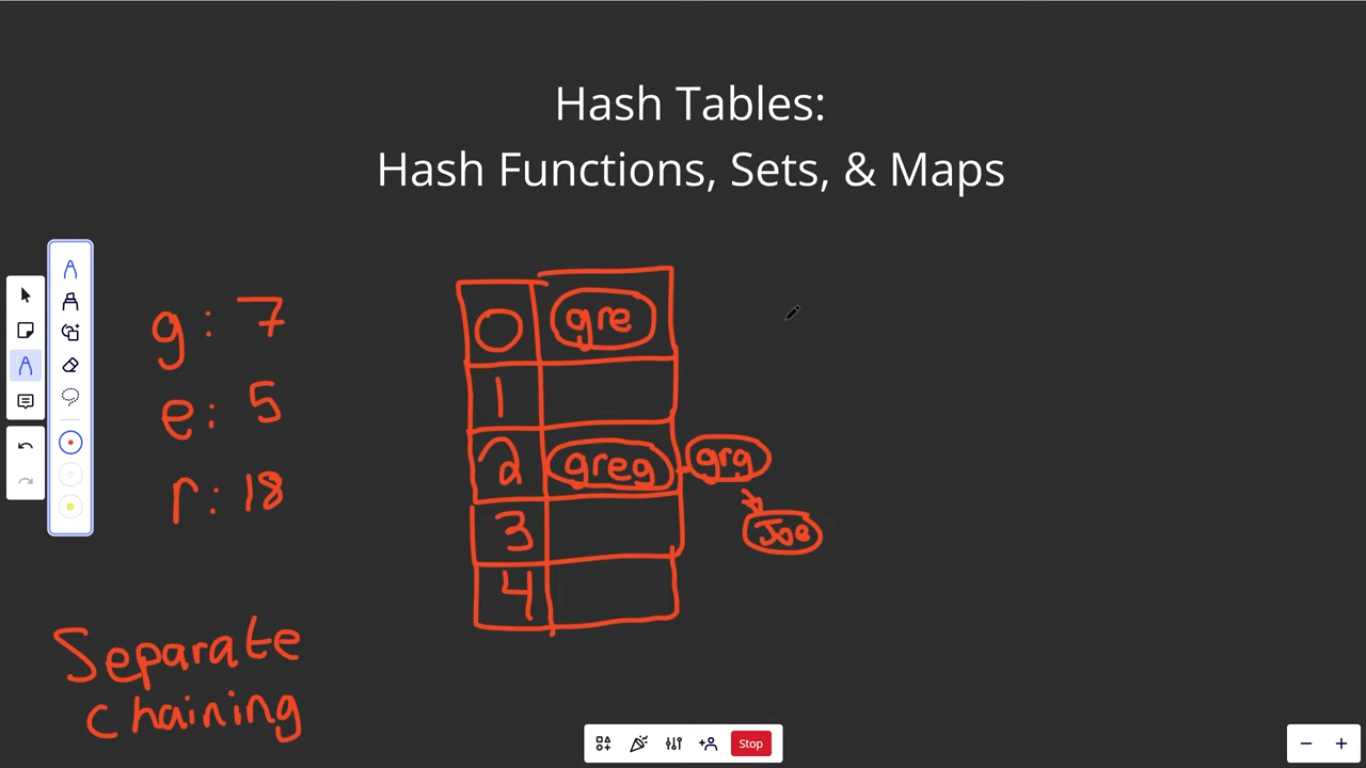 Hash Tables:
Hash Functions, Sets, & Maps
g: 7
e: 5
r: 18
0 gre
1
2 greg grg
3 Joe
4
Separate
chaining
Stop